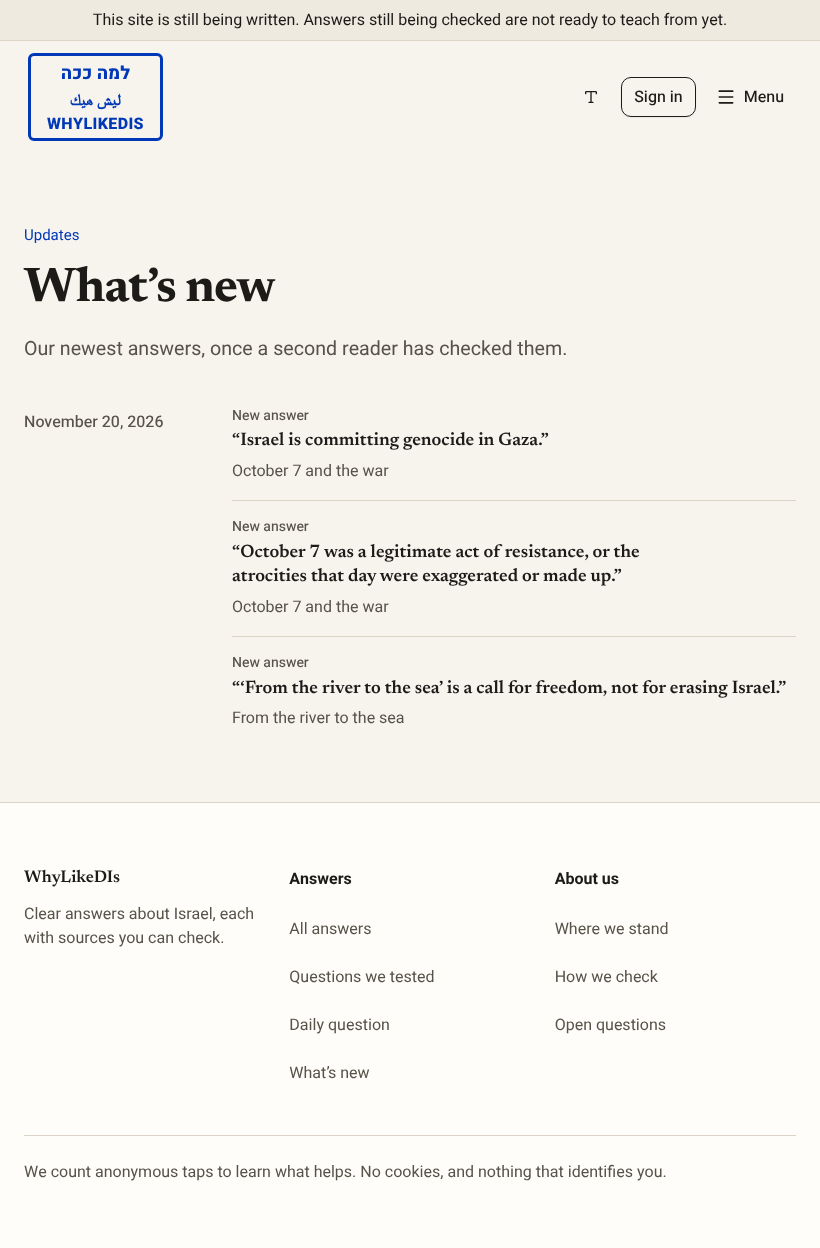 This site is still being written. Answers still being checked are not ready to teach from yet.
למה ככה
ليش هيك
WHYLIKEDIS
T
Sign in
Menu
Updates
What’s new
Our newest answers, once a second reader has checked them.
November 20, 2026
New answer
“Israel is committing genocide in Gaza.”
October 7 and the war
New answer
“October 7 was a legitimate act of resistance, or the
atrocities that day were exaggerated or made up.”
October 7 and the war
New answer
“‘From the river to the sea’ is a call for freedom, not for erasing Israel.”
From the river to the sea
WhyLikeDIs
Clear answers about Israel, each
with sources you can check.
Answers
All answers
Questions we tested
Daily question
What’s new
About us
Where we stand
How we check
Open questions
We count anonymous taps to learn what helps. No cookies, and nothing that identifies you.